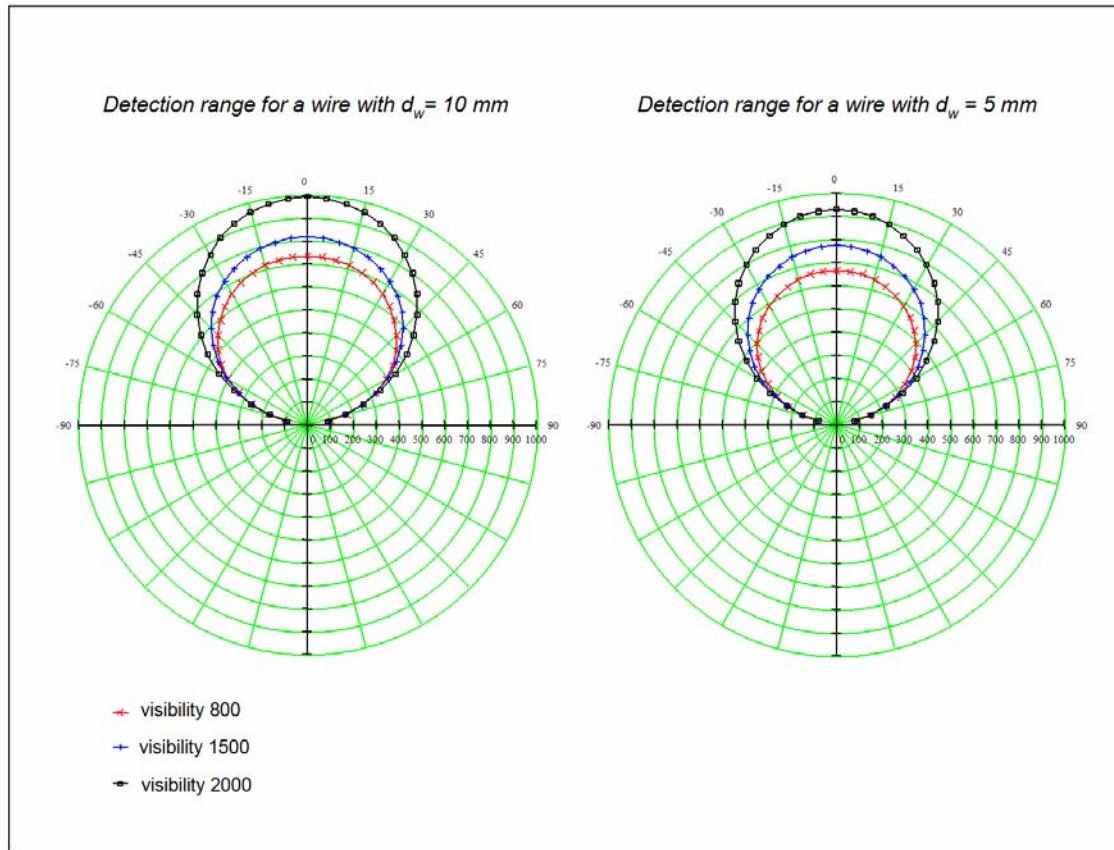 Detection range for a wire with dw= 10 mm
Detection range for a wire with dw = 5 mm
0
-15 15
-30 30
-45 45
-60 60
-75 75
-90 90
0 100 200 300 400 500 600 700 800 900 1000
0
-15 15
-30 30
-45 45
-60 60
-75 75
-90 90
0 100 200 300 400 500 600 700 800 900 1000
visibility 800
visibility 1500
visibility 2000